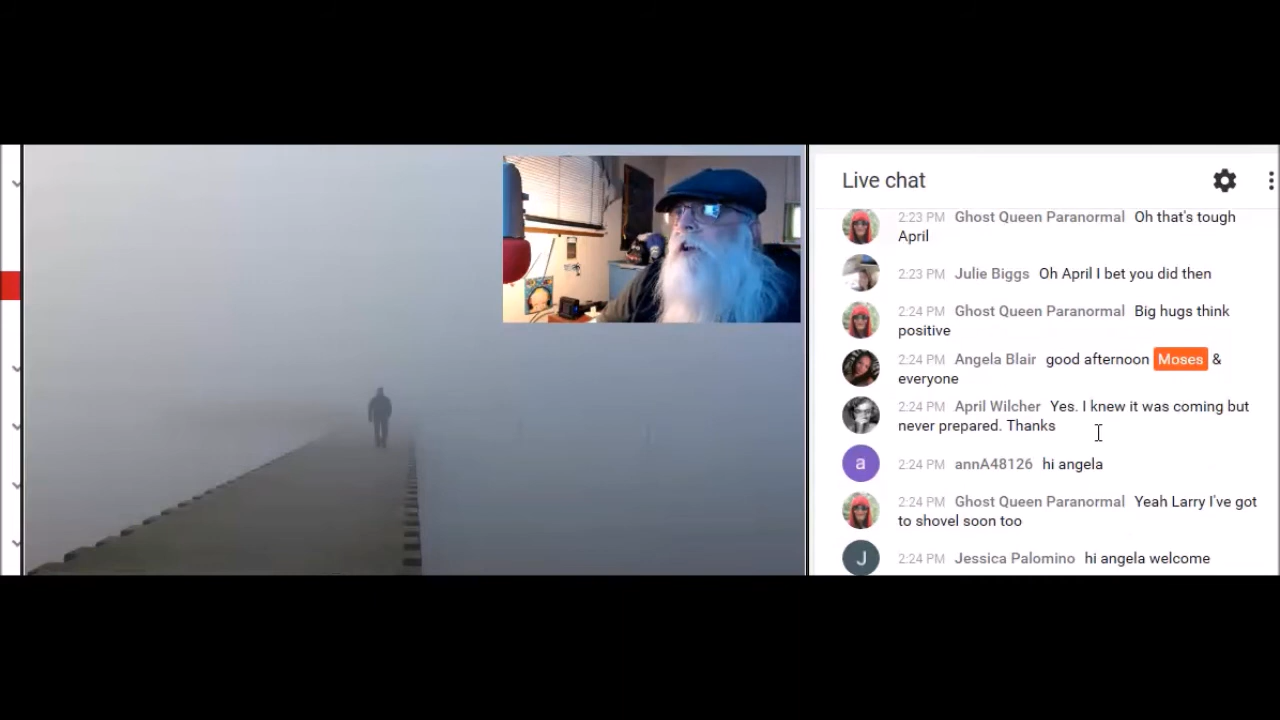 Live chat
2:23 PM Ghost Queen Paranormal Oh that's tough
April
2:23 PM Julie Biggs Oh April I bet you did then
2:24 PM Ghost Queen Paranormal Big hugs think
positive
2:24 PM Angela Blair good afternoon Moses &
everyone
2:24 PM April Wilcher Yes. I knew it was coming but
never prepared. Thanks
a 2:24 PM annA48126 hi angela
2:24 PM Ghost Queen Paranormal Yeah Larry I've got
to shovel soon too
J 2:24 PM Jessica Palomino hi angela welcome